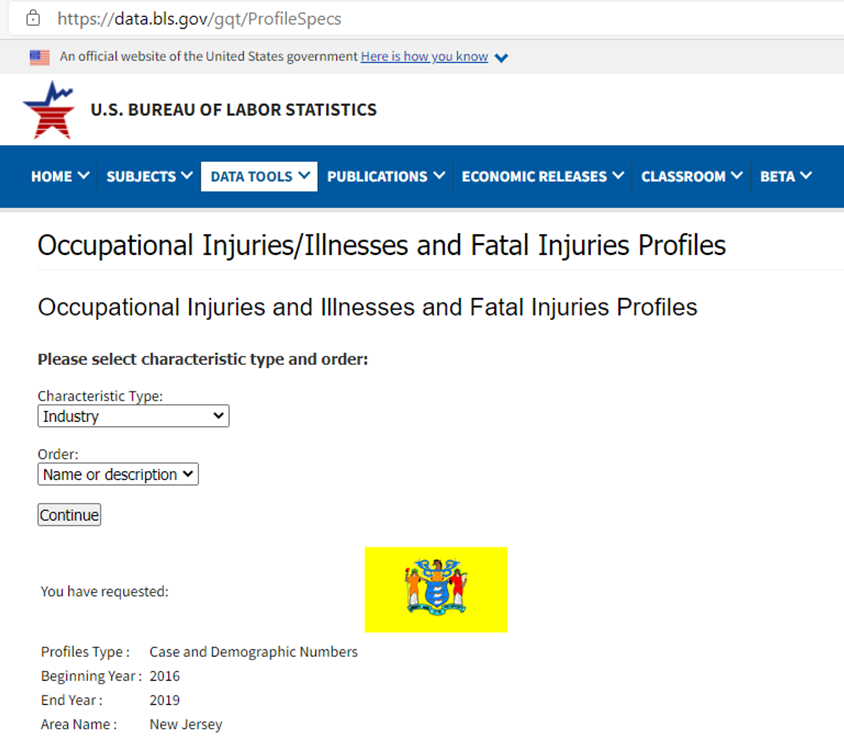 https://data.bls.gov/gqt/ProfileSpecs
An official website of the United States government Here is how you know
U.S. BUREAU OF LABOR STATISTICS
HOME SUBJECTS DATA TOOLS PUBLICATIONS ECONOMIC RELEASES CLASSROOM BETA
Occupational Injuries/Illnesses and Fatal Injuries Profiles
Occupational Injuries and Illnesses and Fatal Injuries Profiles
Please select characteristic type and order:
Characteristic Type:
Industry
Order:
Name or description
Continue
You have requested:
Profiles Type : Case and Demographic Numbers
Beginning Year : 2016
End Year : 2019
Area Name : New Jersey